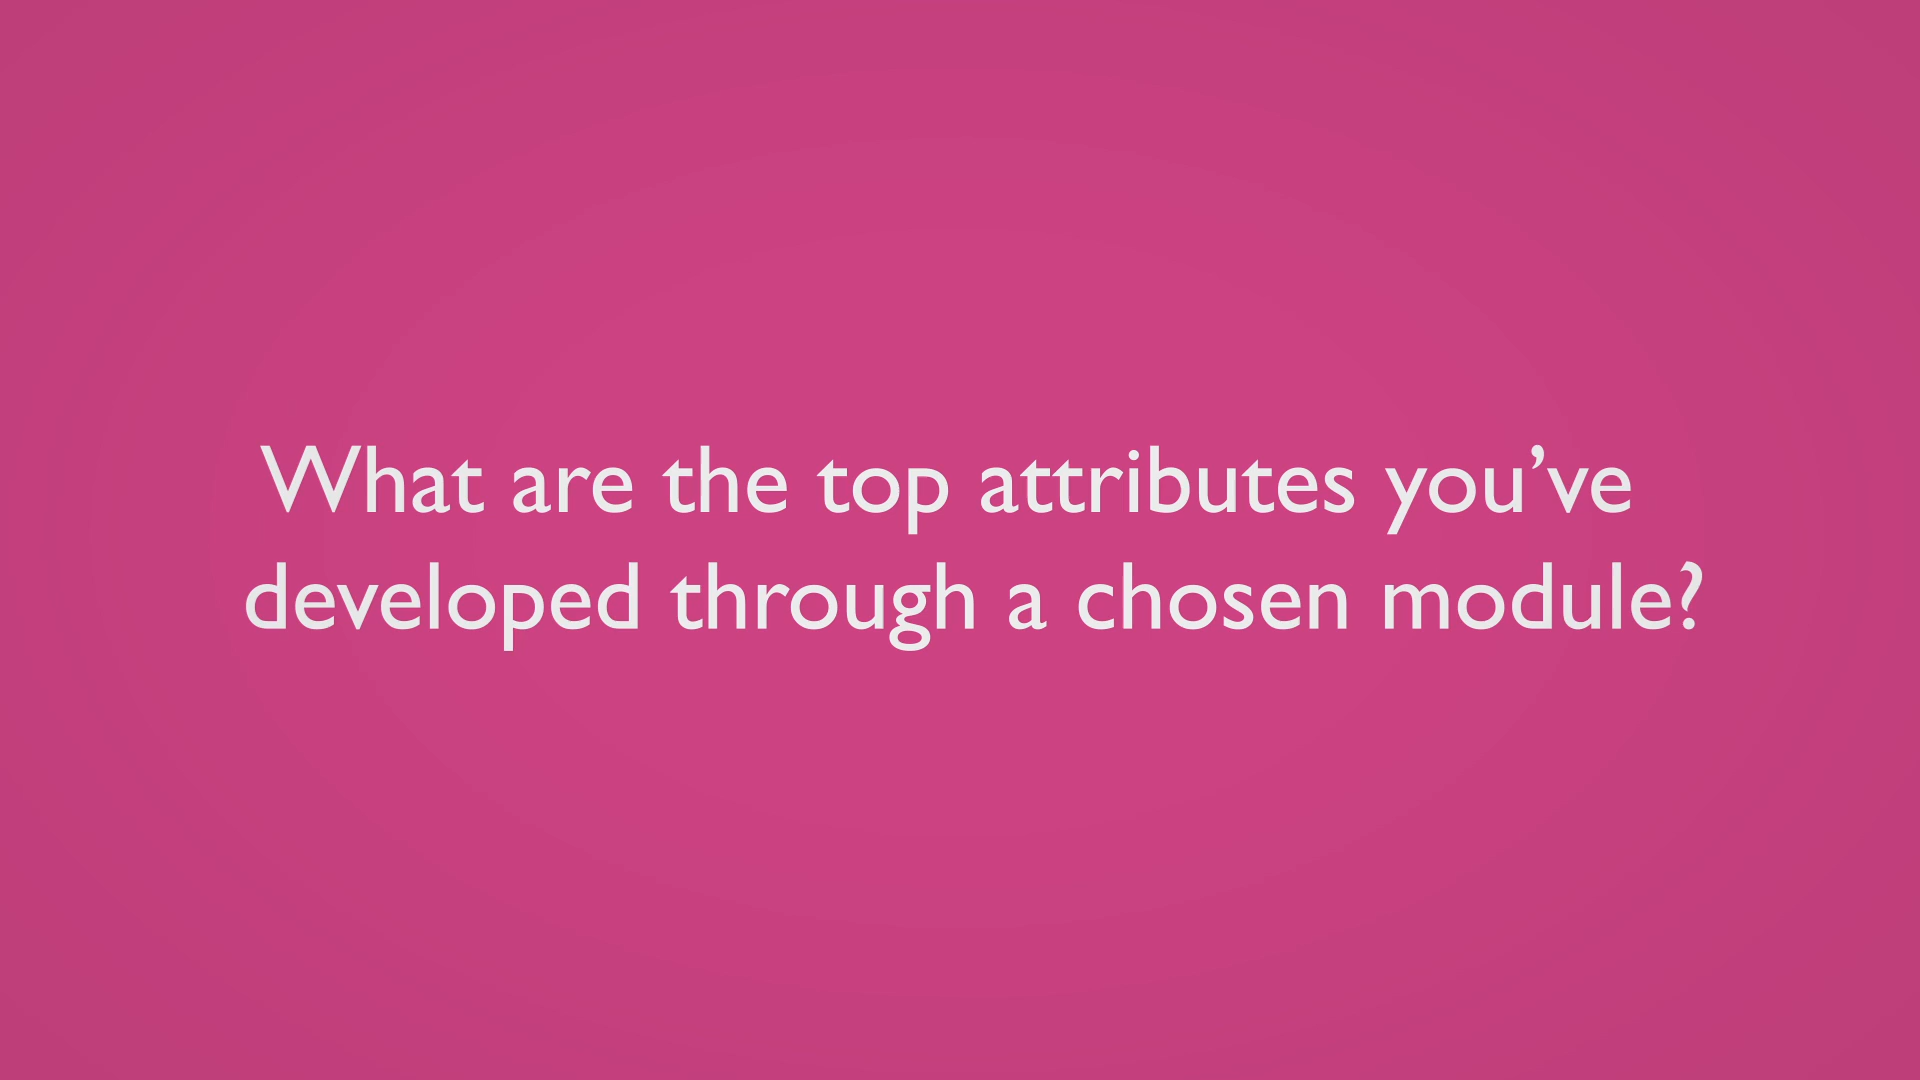 What are the top attributes you’ve
developed through a chosen module?